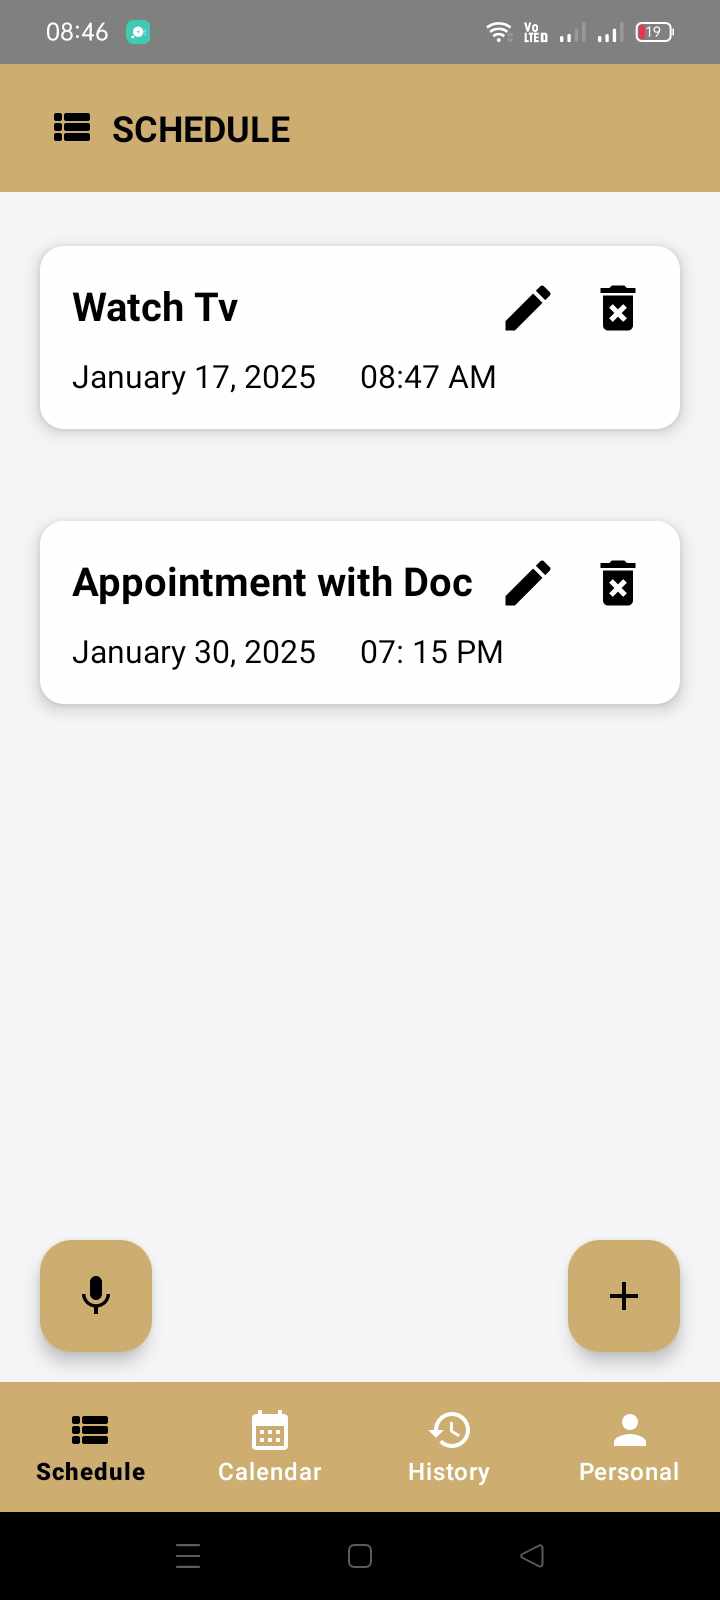 08:46 Vo LTE 19
SCHEDULE
Watch Tv
January 17, 2025 08:47 AM
Appointment with Doc
January 30, 2025 07: 15 PM
Schedule Calendar History Personal